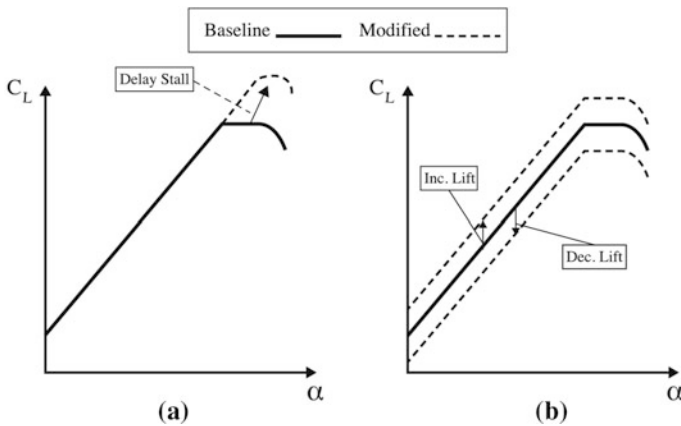 Baseline Modified
Delay Stall
C_L
α
(a)
C_L
Inc. Lift
Dec. Lift
α
(b)